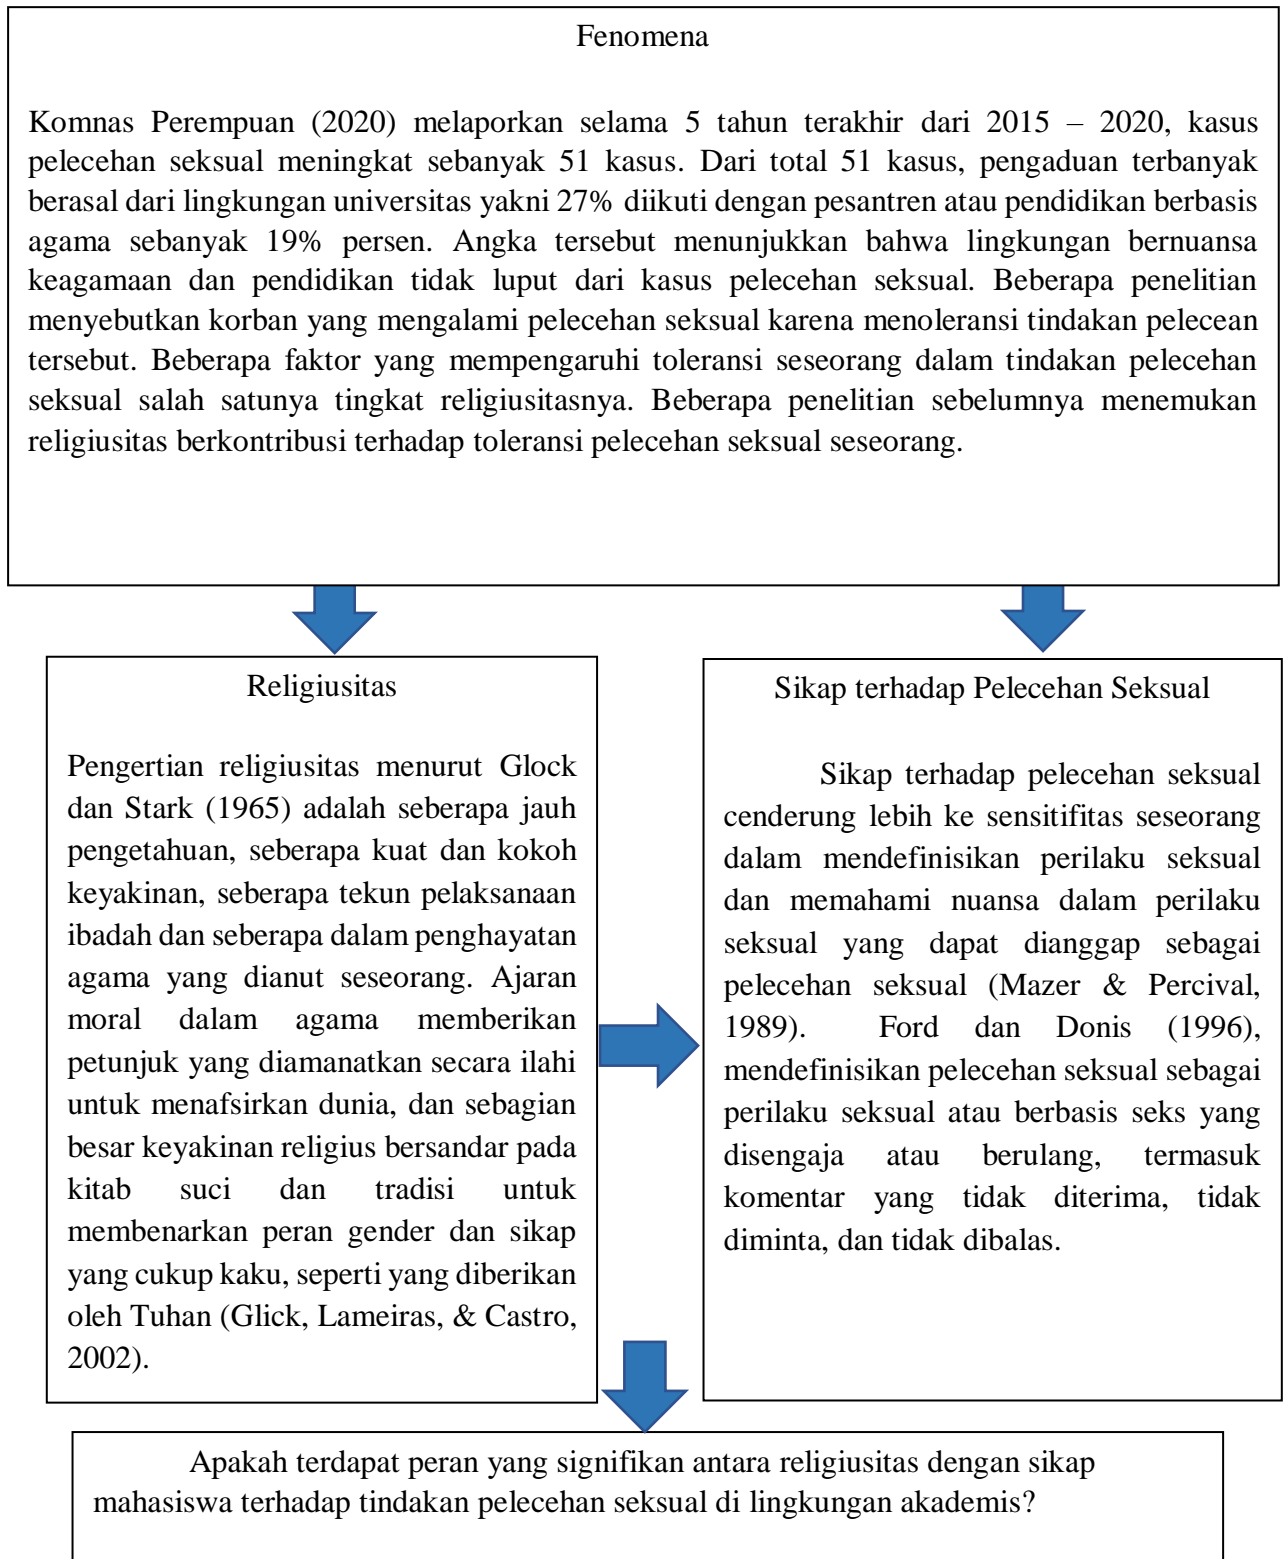 Fenomena
Komnas Perempuan (2020) melaporkan selama 5 tahun terakhir dari 2015 – 2020, kasus
pelecehan seksual meningkat sebanyak 51 kasus. Dari total 51 kasus, pengaduan terbanyak
berasal dari lingkungan universitas yakni 27% diikuti dengan pesantren atau pendidikan berbasis
agama sebanyak 19% persen. Angka tersebut menunjukkan bahwa lingkungan bernuansa
keagamaan dan pendidikan tidak luput dari kasus pelecehan seksual. Beberapa penelitian
menyebutkan korban yang mengalami pelecehan seksual karena menoleransi tindakan pelecean
tersebut. Beberapa faktor yang mempengaruhi toleransi seseorang dalam tindakan pelecehan
seksual salah satunya tingkat religiusitasnya. Beberapa penelitian sebelumnya menemukan
religiusitas berkontribusi terhadap toleransi pelecehan seksual seseorang.
Religiusitas
Pengertian religiusitas menurut Glock
dan Stark (1965) adalah seberapa jauh
pengetahuan, seberapa kuat dan kokoh
keyakinan, seberapa tekun pelaksanaan
ibadah dan seberapa dalam penghayatan
agama yang dianut seseorang. Ajaran
moral dalam agama memberikan
petunjuk yang diamanatkan secara ilahi
untuk menafsirkan dunia, dan sebagian
besar keyakinan religius bersandar pada
kitab suci dan tradisi untuk
membenarkan peran gender dan sikap
yang cukup kaku, seperti yang diberikan
oleh Tuhan (Glick, Lameiras, & Castro,
2002).
Sikap terhadap Pelecehan Seksual
Sikap terhadap pelecehan seksual
cenderung lebih ke sensitifitas seseorang
dalam mendefinisikan perilaku seksual
dan memahami nuansa dalam perilaku
seksual yang dapat dianggap sebagai
pelecehan seksual (Mazer & Percival,
1989). Ford dan Donis (1996),
mendefinisikan pelecehan seksual sebagai
perilaku seksual atau berbasis seks yang
disengaja atau berulang, termasuk
komentar yang tidak diterima, tidak
diminta, dan tidak dibalas.
Apakah terdapat peran yang signifikan antara religiusitas dengan sikap
mahasiswa terhadap tindakan pelecehan seksual di lingkungan akademis?